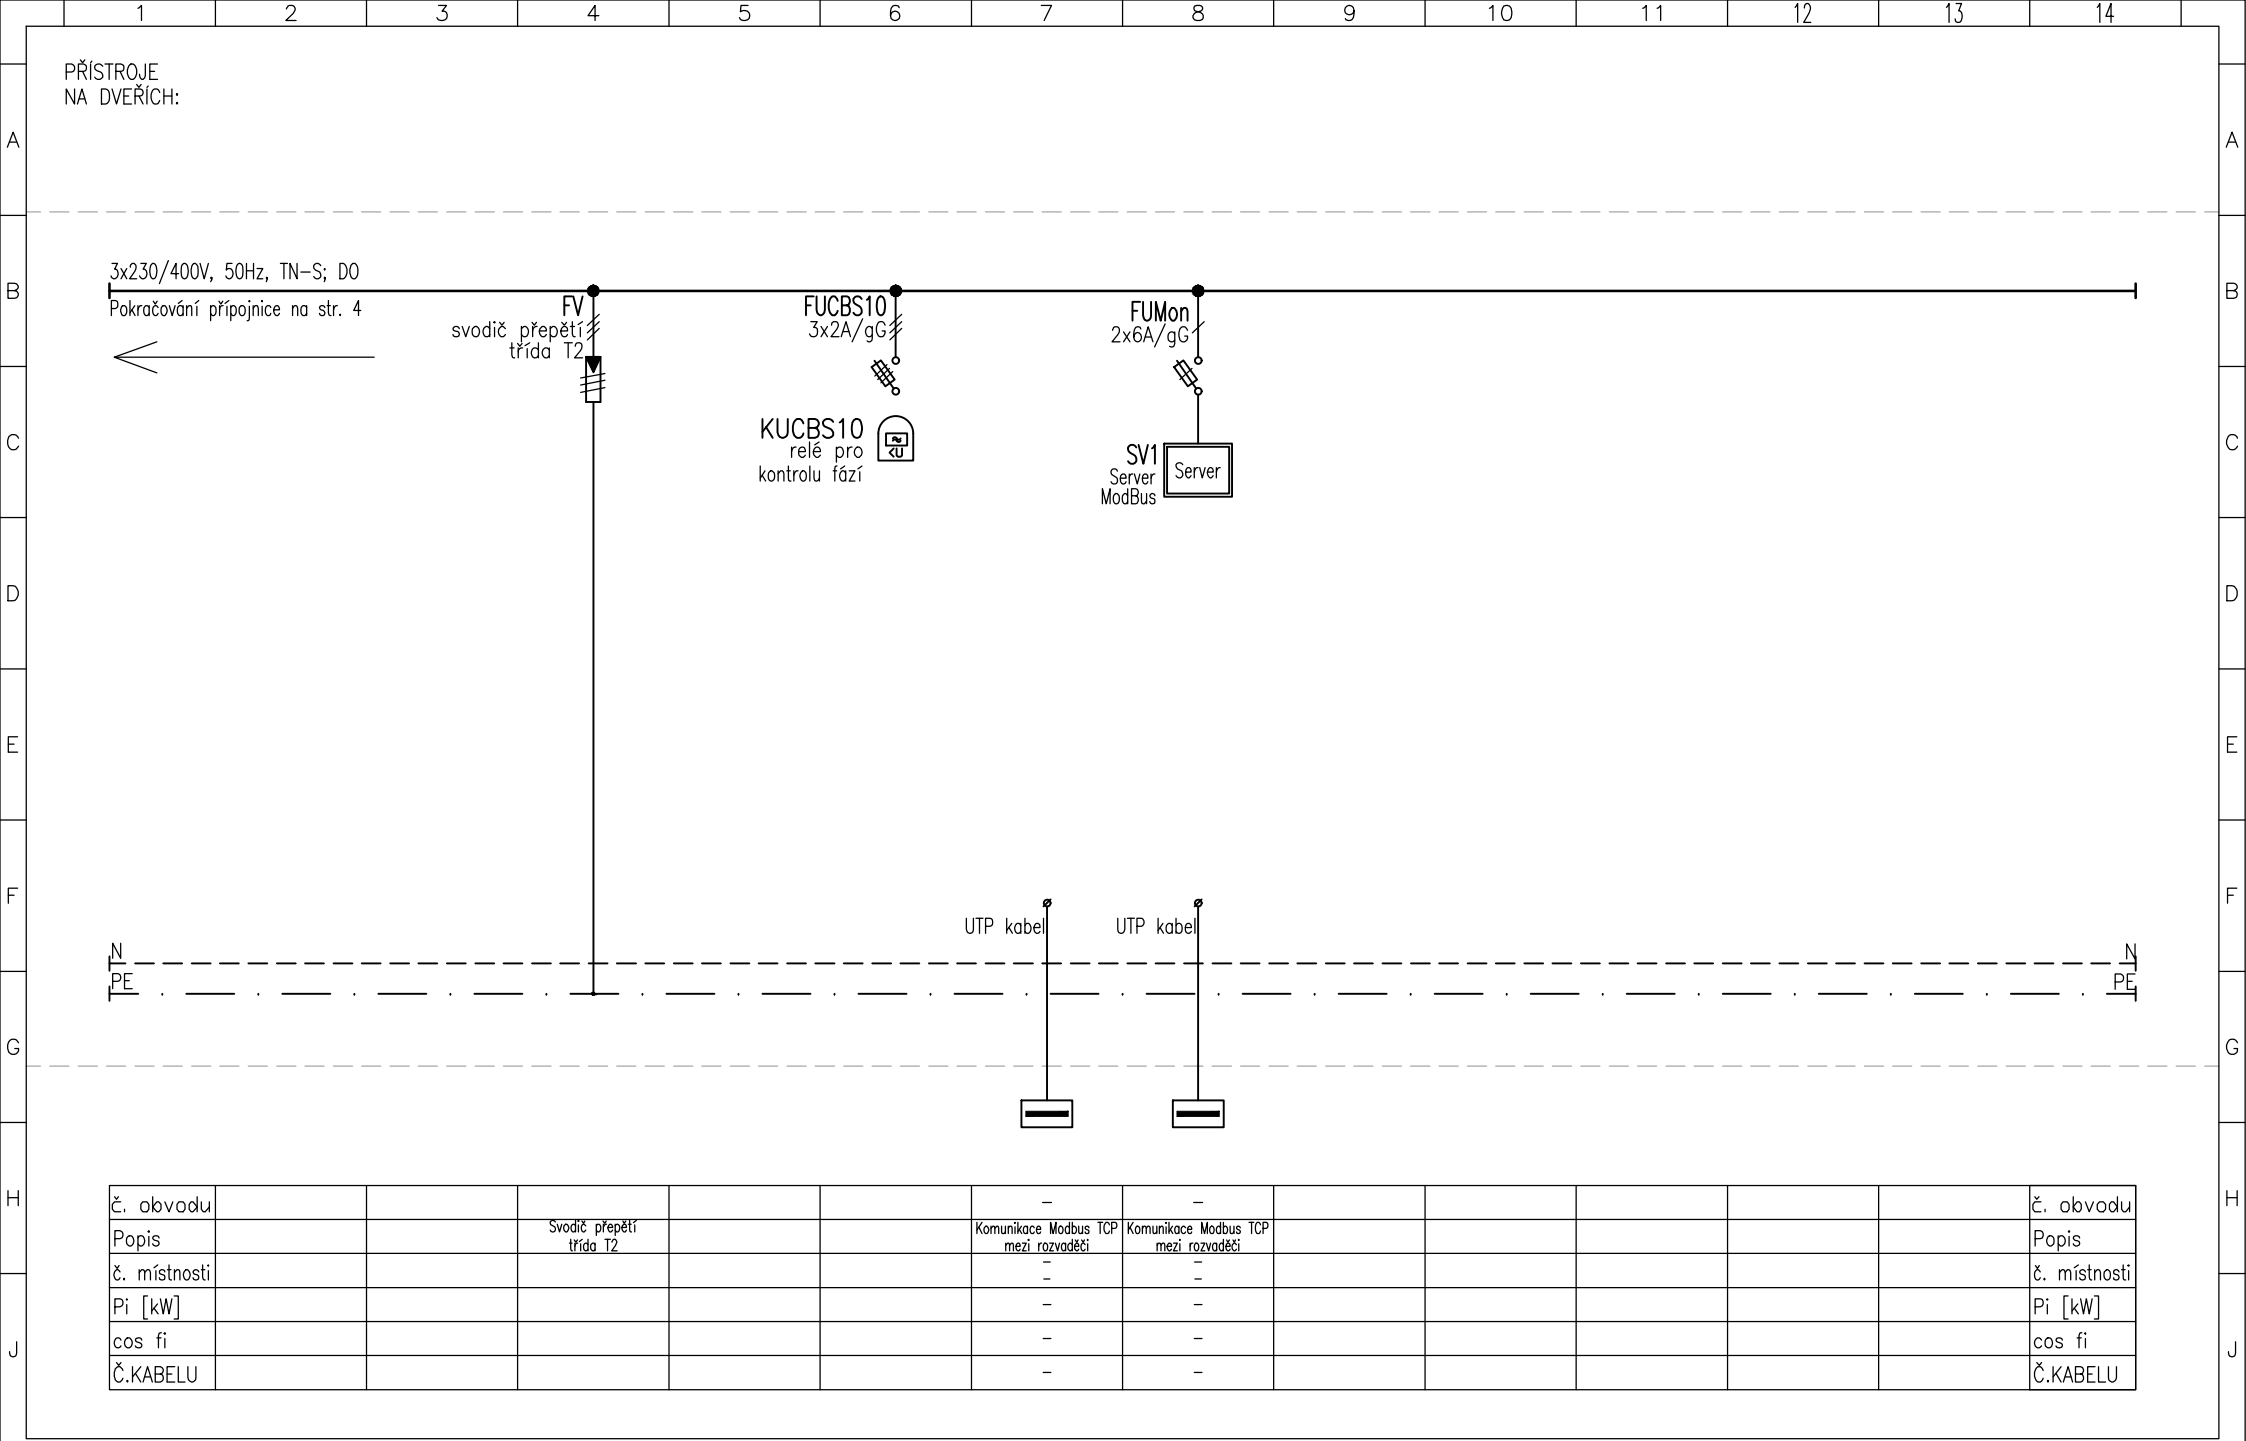 1 2 3 4 5 6 7 8 9 10 11 12 13 14
PŘÍSTROJE
NA DVEŘÍCH:
A A
3x230/400V, 50Hz, TN-S; DO
B B
Pokračování přípojnice na str. 4
FV
svodič přepětí
třída T2
FUCBS10
3x2A/gG
FUMon
2x6A/gG
C C
KUCBS10
relé pro
kontrolu fází
≈
<U
SV1
Server
ModBus
Server
D D
E E
F F
UTP kabel UTP kabel
N N
PE PE
G G
H H
č. obvodu - - č. obvodu
Popis Svodič přepětí Komunikace Modbus TCP Komunikace Modbus TCP Popis
třída T2 mezi rozvaděči mezi rozvaděči
č. místnosti - - č. místnosti
- -
Pi [kW] - - Pi [kW]
cos fi - - cos fi
J J
Č.KABELU - - Č.KABELU